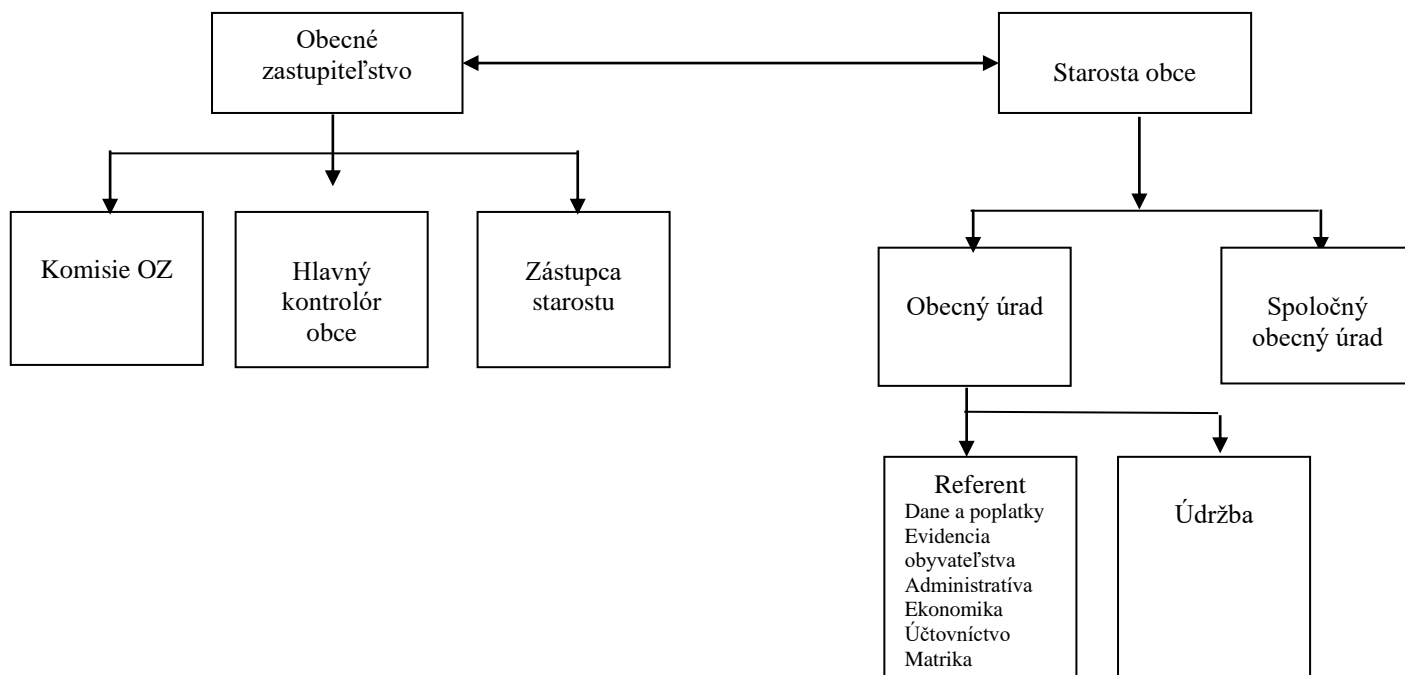 Obecné
zastupiteľstvo
Starosta obce
Komisie OZ
Hlavný
kontrolór
obce
Zástupca
starostu
Obecný úrad
Spoločný
obecný úrad
Referent
Dane a poplatky
Evidencia
obyvateľstva
Administratíva
Ekonomika
Účtovníctvo
Matrika
Údržba